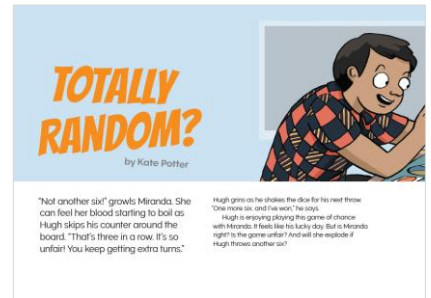 TOTALLY
RANDOM?
by Kate Potter
"Not another six!" growls Miranda. She
can feel her blood starting to boil as
Hugh skips his counter around the
board. "That's three in a row. It's so
unfair! You keep getting extra turns."
Hugh grins as he shakes the dice for his next throw.
"One more six, and I've won," he says.
Hugh is enjoying playing this game of chance
with Miranda. It feels like his lucky day. But is Miranda
right? Is the game unfair? And will she explode if
Hugh throws another six?